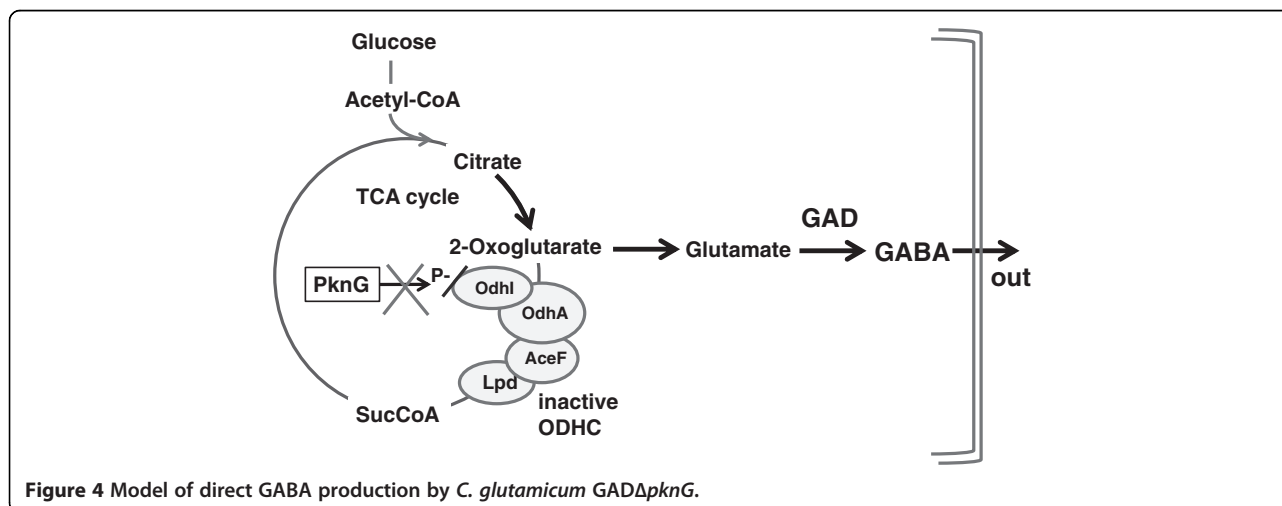 Glucose
Acetyl-CoA
Citrate
TCA cycle
2-Oxoglutarate
Glutamate
GAD
GABA
out
PknG
P-
OdhI
OdhA
AceF
Lpd
SucCoA
inactive
ODHC
Figure 4 Model of direct GABA production by C. glutamicum GADΔpknG.